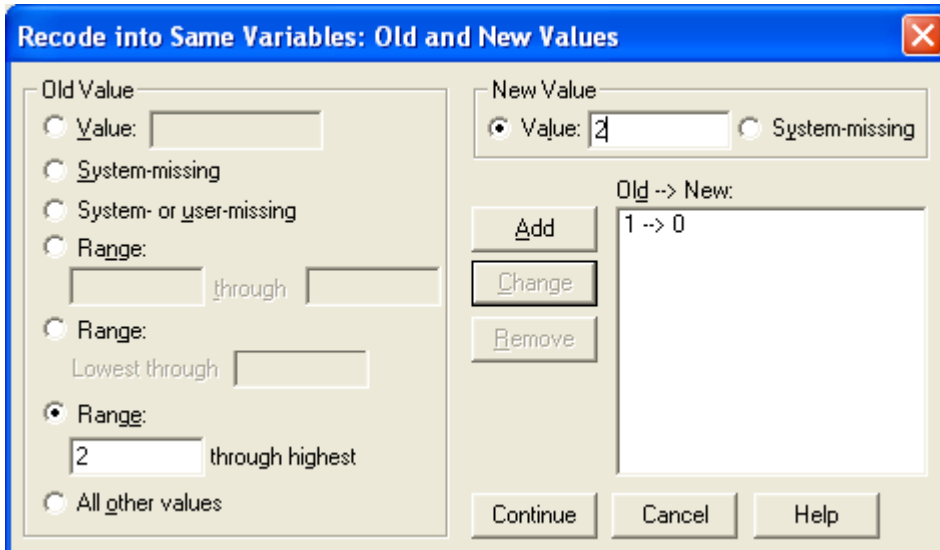 Recode into Same Variables: Old and New Values
Old Value
Value:
System-missing
System- or user-missing
Range:
through
Range:
Lowest through
Range:
2 through highest
All other values
New Value
Value: 2 System-missing
Old --> New:
1 --> 0
Add
Change
Remove
Continue Cancel Help